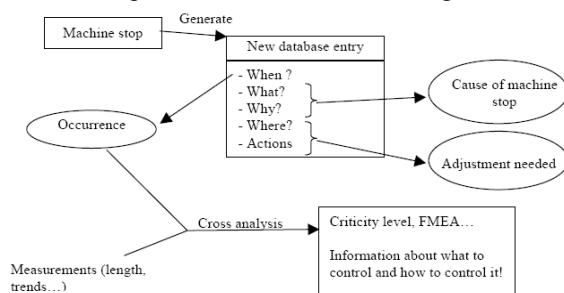 Generate
Machine stop
New database entry
- When ?
- What?
- Why?
- Where?
- Actions
Cause of machine
stop
Adjustment needed
Occurrence
Cross analysis
Criticity level, FMEA…
Information about what to
control and how to control it!
Measurements (length,
trends…)